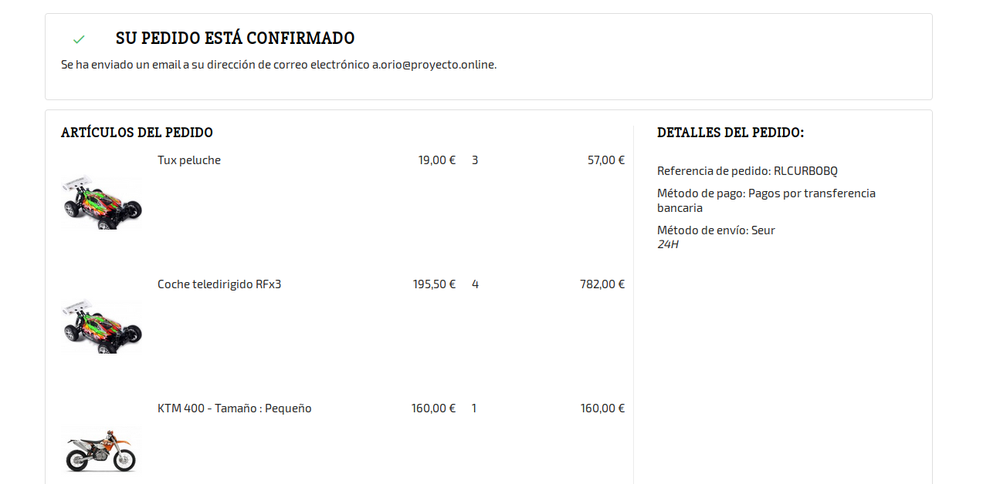 SU PEDIDO ESTÁ CONFIRMADO
Se ha enviado un email a su dirección de correo electrónico a.orio@proyecto.online.
ARTÍCULOS DEL PEDIDO
Tux peluche 19,00 € 3 57,00 €
Coche teledirigido RFx3 195,50 € 4 782,00 €
KTM 400 - Tamaño : Pequeño 160,00 € 1 160,00 €
DETALLES DEL PEDIDO:
Referencia de pedido: RLCURBOBQ
Método de pago: Pagos por transferencia
bancaria
Método de envío: Seur
24H